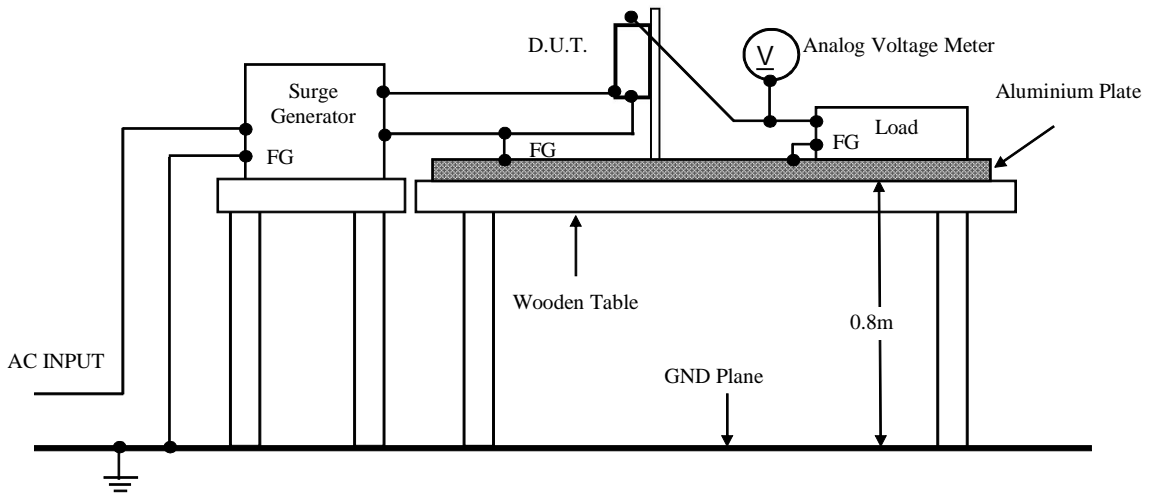 D.U.T.
V
Analog Voltage Meter
Surge
Generator
Aluminium Plate
Load
FG
FG
FG
Wooden Table
0.8m
AC INPUT
GND Plane